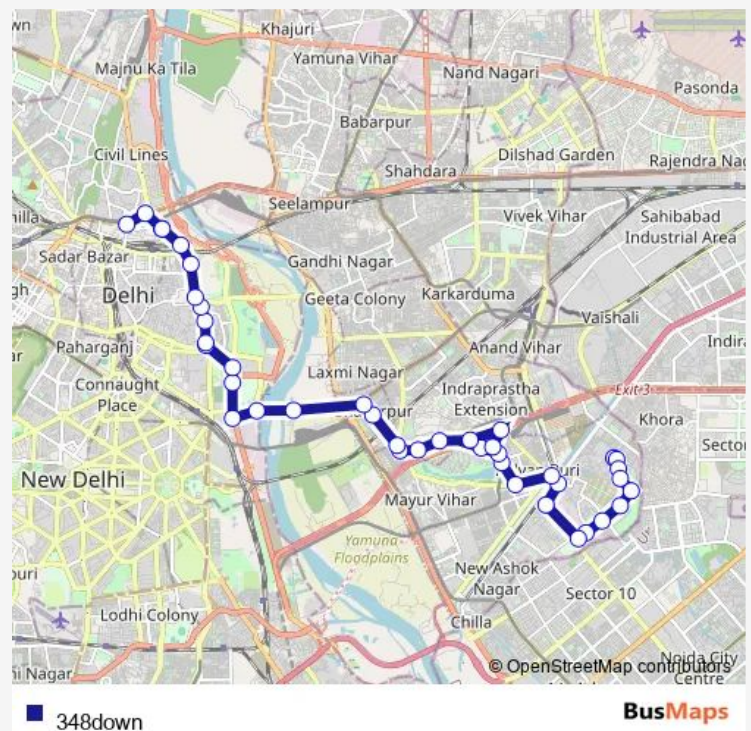 Khajuri
Majnu Ka Tila
Yamuna Vihar
Nand Nagari
Pasonda
Babarpur
Civil Lines
Dilshad Garden
Shahdara
Seelampur
Vivek Vihar
Sahibabad
Industrial Area
Sadar Bazar
Gandhi Nagar
Delhi
Geeta Colony
Karkarduma
Vaishali
Paharganj
Anand Vihar
Laxmi Nagar
Connaught
Place
Indraprastha
Extension
Exit 3
Khora
New Delhi
Mayur Vihar
Yamuna
Floodplains
New Ashok
Nagar
Sector 10
Lodhi Colony
Chilla
Noida City
Centre
© OpenStreetMap contributors
348down
BusMaps